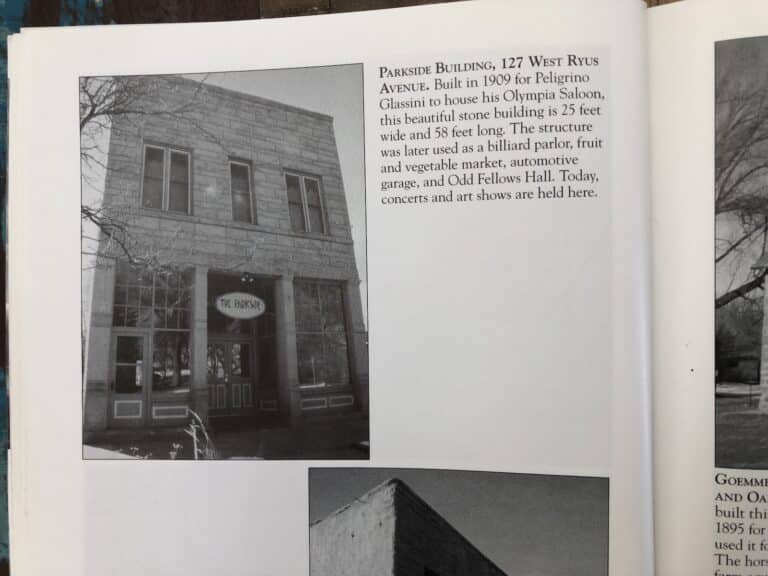 PARKSIDE BUILDING, 127 WEST RYUS
AVENUE. Built in 1909 for Peligrino
Glassini to house his Olympia Saloon,
this beautiful stone building is 25 feet
wide and 58 feet long. The structure
was later used as a billiard parlor, fruit
and vegetable market, automotive
garage, and Odd Fellows Hall. Today,
concerts and art shows are held here.
THE PARKSIDE
GOEMME
AND OA
built thi
1895 for
used it fo
The hors